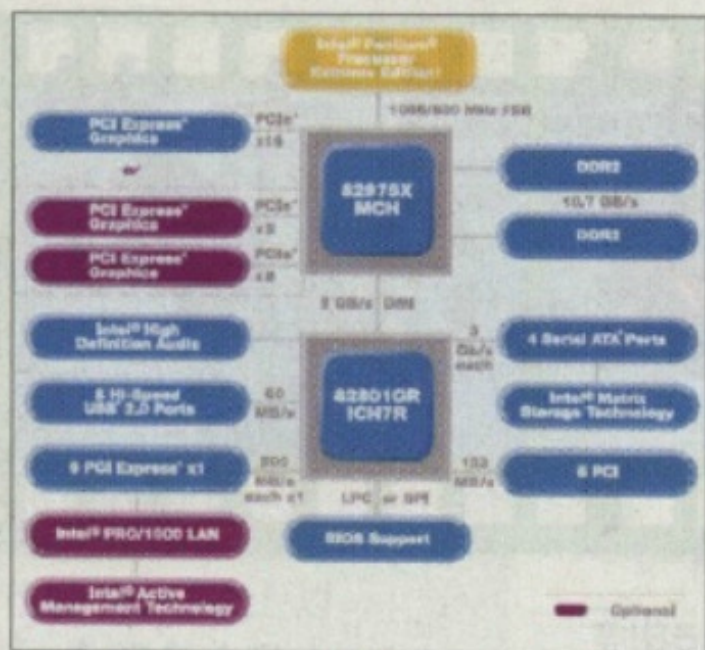 Intel® Pentium®
Processor
Extreme Edition
1066/800 MHz FSB
PCI Express*
Graphics
PCIe*
x16
or
82975X
MCH
DDR2
10.7 GB/s
DDR2
PCI Express*
Graphics
PCIe*
x8
PCI Express*
Graphics
PCIe*
x8
2 GB/s DMI
Intel® High
Definition Audio
3
Gb/s
each
4 Serial ATA* Ports
8 Hi-Speed
USB* 2.0 Ports
60
MB/s
82801GR
ICH7R
Intel® Matrix
Storage Technology
6 PCI Express* x1
500
MB/s
each x1
LPC or SPI
133
MB/s
6 PCI
Intel® PRO/1000 LAN
BIOS Support
Intel® Active
Management Technology
Optional